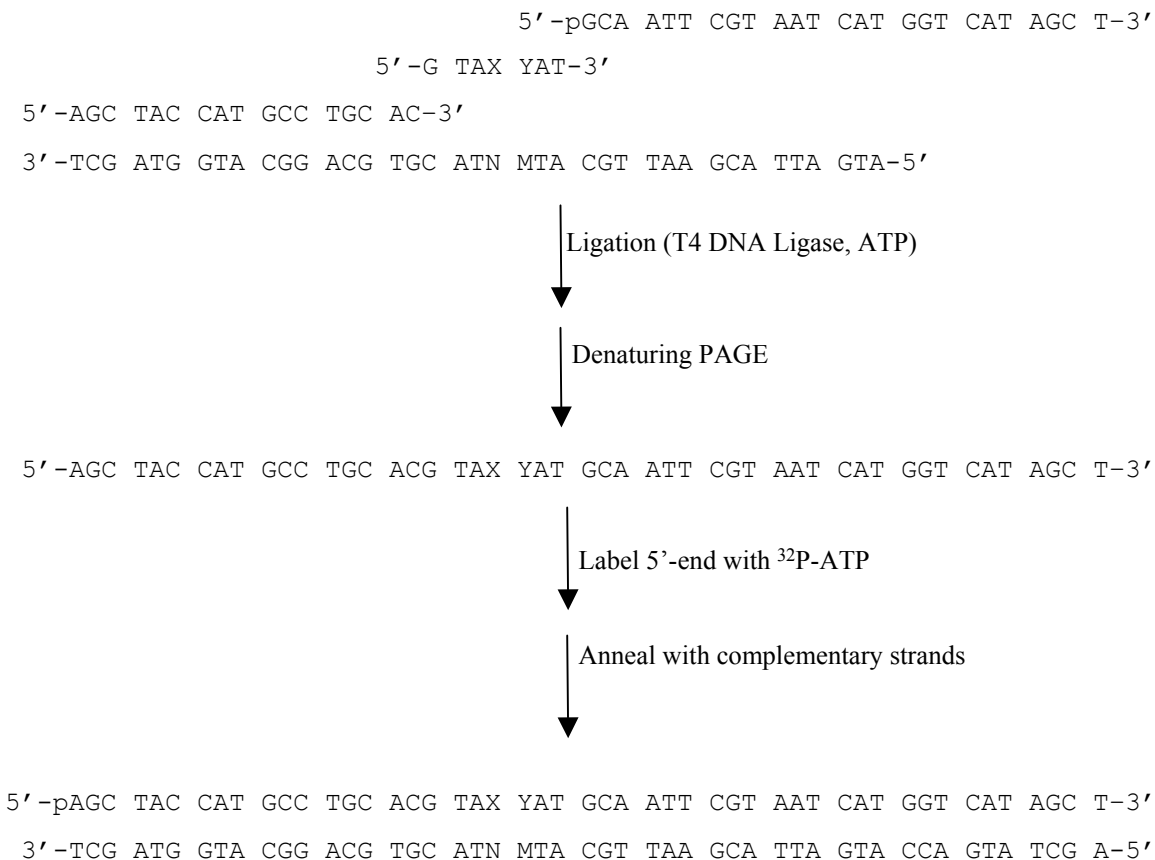 5′-pGCA ATT CGT AAT CAT GGT CAT AGC T-3′
5′-G TAX YAT-3′
5′-AGC TAC CAT GCC TGC AC-3′
3′-TCG ATG GTA CGG ACG TGC ATN MTA CGT TAA GCA TTA GTA-5′
Ligation (T4 DNA Ligase, ATP)
Denaturing PAGE
5′-AGC TAC CAT GCC TGC ACG TAX YAT GCA ATT CGT AAT CAT GGT CAT AGC T-3′
Label 5’-end with ³²P-ATP
Anneal with complementary strands
5′-pAGC TAC CAT GCC TGC ACG TAX YAT GCA ATT CGT AAT CAT GGT CAT AGC T-3′
3′-TCG ATG GTA CGG ACG TGC ATN MTA CGT TAA GCA TTA GTA CCA GTA TCG A-5′